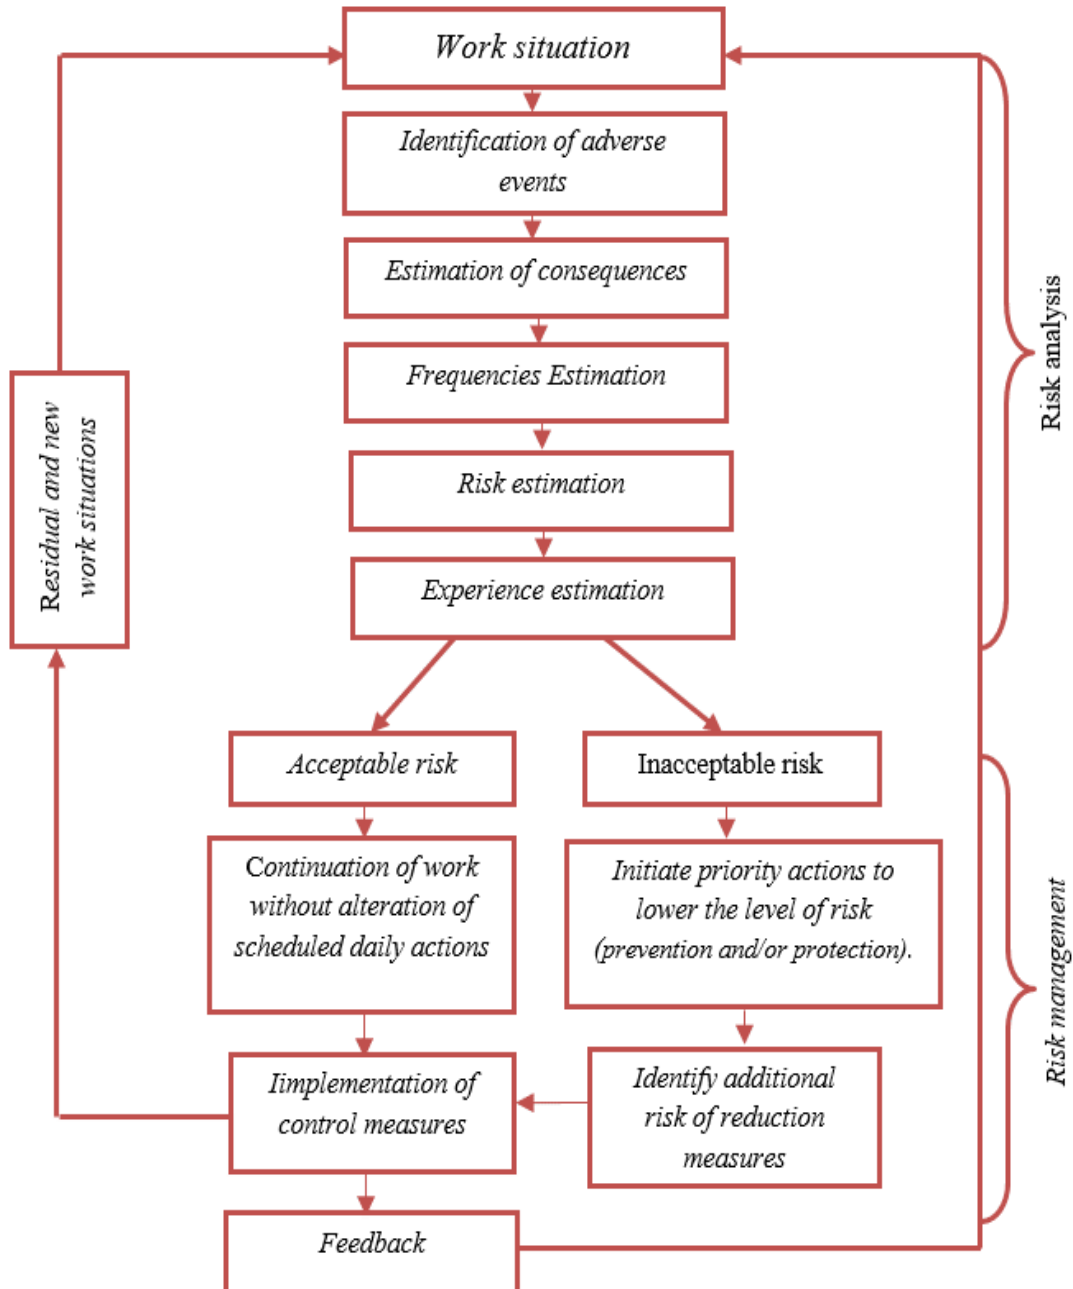 Work situation
Identification of adverse
events
Estimation of consequences
Frequencies Estimation
Risk estimation
Experience estimation
Risk analysis
Residual and new
work situations
Acceptable risk
Inacceptable risk
Continuation of work
without alteration of
scheduled daily actions
Initiate priority actions to
lower the level of risk
(prevention and/or protection).
Risk management
Iimplementation of
control measures
Identify additional
risk of reduction
measures
Feedback